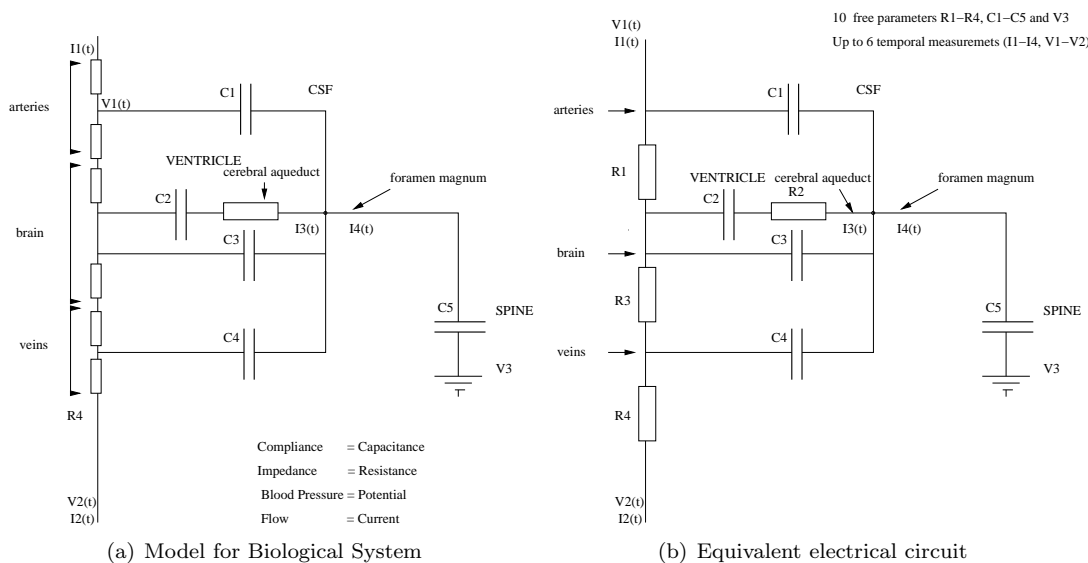 I1(t)
C1
CSF
arteries
V1(t)
VENTRICLE
cerebral aqueduct
C2
foramen magnum
I3(t)
I4(t)
brain
C3
C5
SPINE
C4
veins
V3
R4
Compliance = Capacitance
Impedance = Resistance
Blood Pressure = Potential
Flow = Current
V2(t)
I2(t)
(a) Model for Biological System
10 free parameters R1–R4, C1–C5 and V3
Up to 6 temporal measuremets (I1–I4, V1–V2)
V1(t)
I1(t)
C1
CSF
arteries
R1
VENTRICLE
cerebral aqueduct
C2
R2
foramen magnum
I3(t)
I4(t)
C3
brain
R3
C5
SPINE
C4
veins
V3
R4
V2(t)
I2(t)
(b) Equivalent electrical circuit